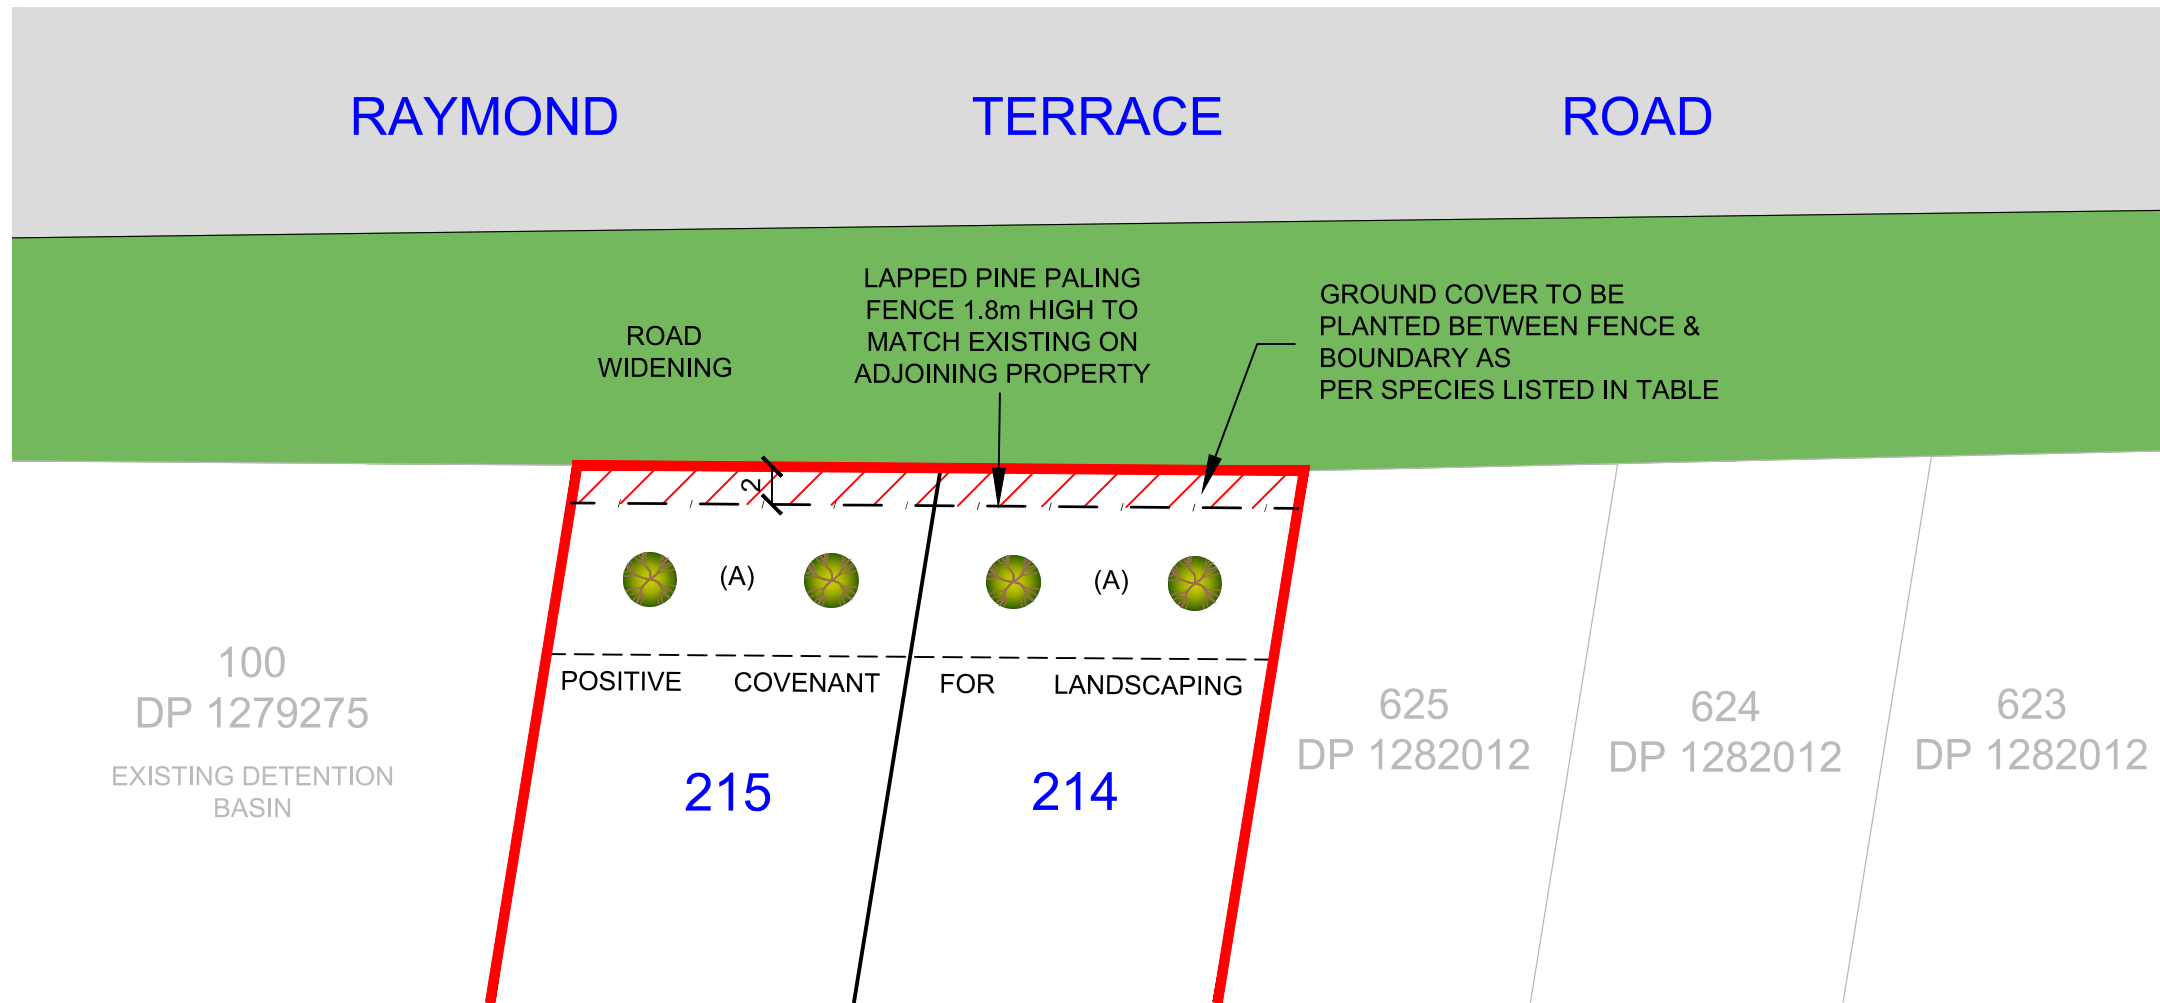 RAYMOND TERRACE ROAD
ROAD
WIDENING
LAPPED PINE PALING
FENCE 1.8m HIGH TO
MATCH EXISTING ON
ADJOINING PROPERTY
GROUND COVER TO BE
PLANTED BETWEEN FENCE &
BOUNDARY AS
PER SPECIES LISTED IN TABLE
2
(A) (A)
POSITIVE COVENANT FOR LANDSCAPING
100
DP 1279275
EXISTING DETENTION
BASIN
215
214
625
DP 1282012
624
DP 1282012
623
DP 1282012